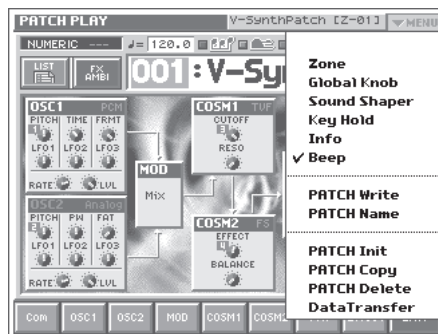 PATCH PLAY V-SynthPatch [Z-01] ▼MENU
NUMERIC --- ♩= 120.0
LIST FX AMBI 001:V-Sy
Zone
Global Knob
Sound Shaper
Key Hold
Info
✓ Beep
PATCH Write
PATCH Name
PATCH Init
PATCH Copy
PATCH Delete
DataTransfer
OSC1 PCM
PITCH TIME FRMT
1
LFO1 LFO2 LFO3
RATE LVL
OSC2 Analog
PITCH PW FAT
2
LFO1 LFO2 LFO3
RATE LVL
MOD
Mix
COSM1 TVF
CUTOFF
3
RESO
COSM2 FS
EFFECT
4
BALANCE
Com OSC1 OSC2 MOD COSM1 COSM2